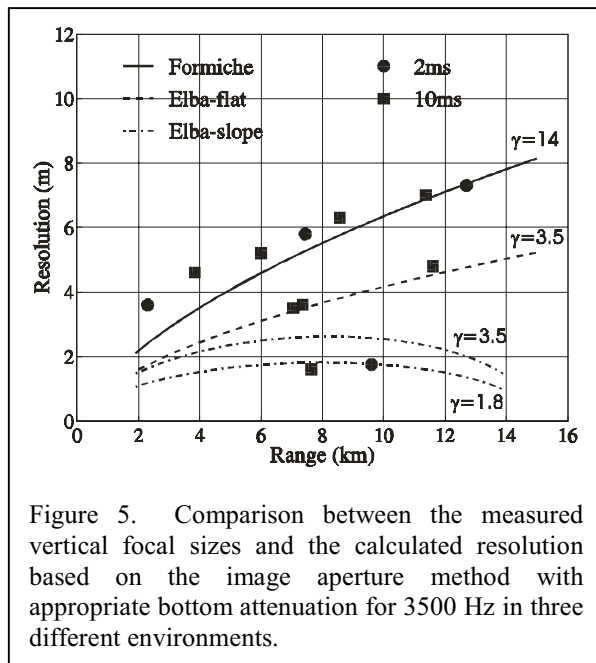 12
10
8
6
4
2
0
Resolution (m)
Formiche
Elba-flat
Elba-slope
2ms
10ms
γ=14
γ=3.5
γ=3.5
γ=1.8
0 2 4 6 8 10 12 14 16
Range (km)
Figure 5. Comparison between the measured
vertical focal sizes and the calculated resolution
based on the image aperture method with
appropriate bottom attenuation for 3500 Hz in three
different environments.